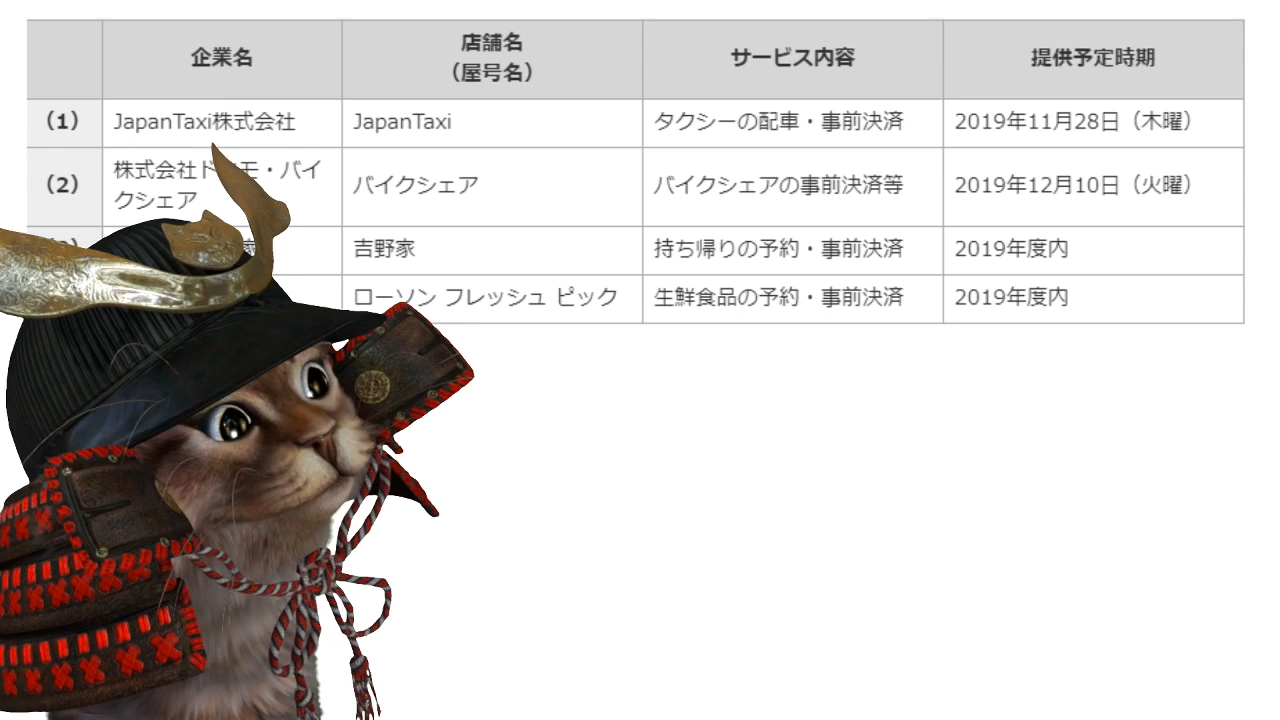 企業名
店舗名
（屋号名）
サービス内容
提供予定時期
（1）
JapanTaxi株式会社
JapanTaxi
タクシーの配車・事前決済
2019年11月28日（木曜）
（2）
株式会社ド
モ・バイ
クシェア
バイクシェア
バイクシェアの事前決済等
2019年12月10日（火曜）
家
吉野家
持ち帰りの予約・事前決済
2019年度内
ローソン フレッシュ ピック
生鮮食品の予約・事前決済
2019年度内